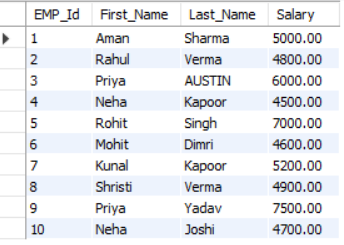 EMP_Id First_Name Last_Name Salary
1 Aman Sharma 5000.00
2 Rahul Verma 4800.00
3 Priya AUSTIN 6000.00
4 Neha Kapoor 4500.00
5 Rohit Singh 7000.00
6 Mohit Dimri 4600.00
7 Kunal Kapoor 5200.00
8 Shristi Verma 4900.00
9 Priya Yadav 7500.00
10 Neha Joshi 4700.00